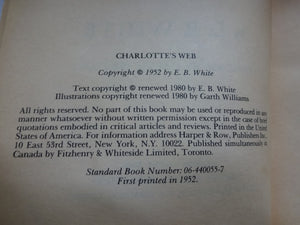 CHARLOTTE'S WEB
Copyright © 1952 by E. B. White
Text copyright © renewed 1980 by E. B. White
Illustrations copyright renewed 1980 by Garth Williams
All rights reserved. No part of this book may be used or reproduced in any
manner whatsoever without written permission except in the case of brief
quotations embodied in critical articles and reviews. Printed in the United
States of America. For information address Harper & Row, Publishers Inc.,
10 East 53rd Street, New York, N.Y. 10022. Published simultaneously in
Canada by Fitzhenry & Whiteside Limited, Toronto.
Standard Book Number: 06-440055-7
First printed in 1952.